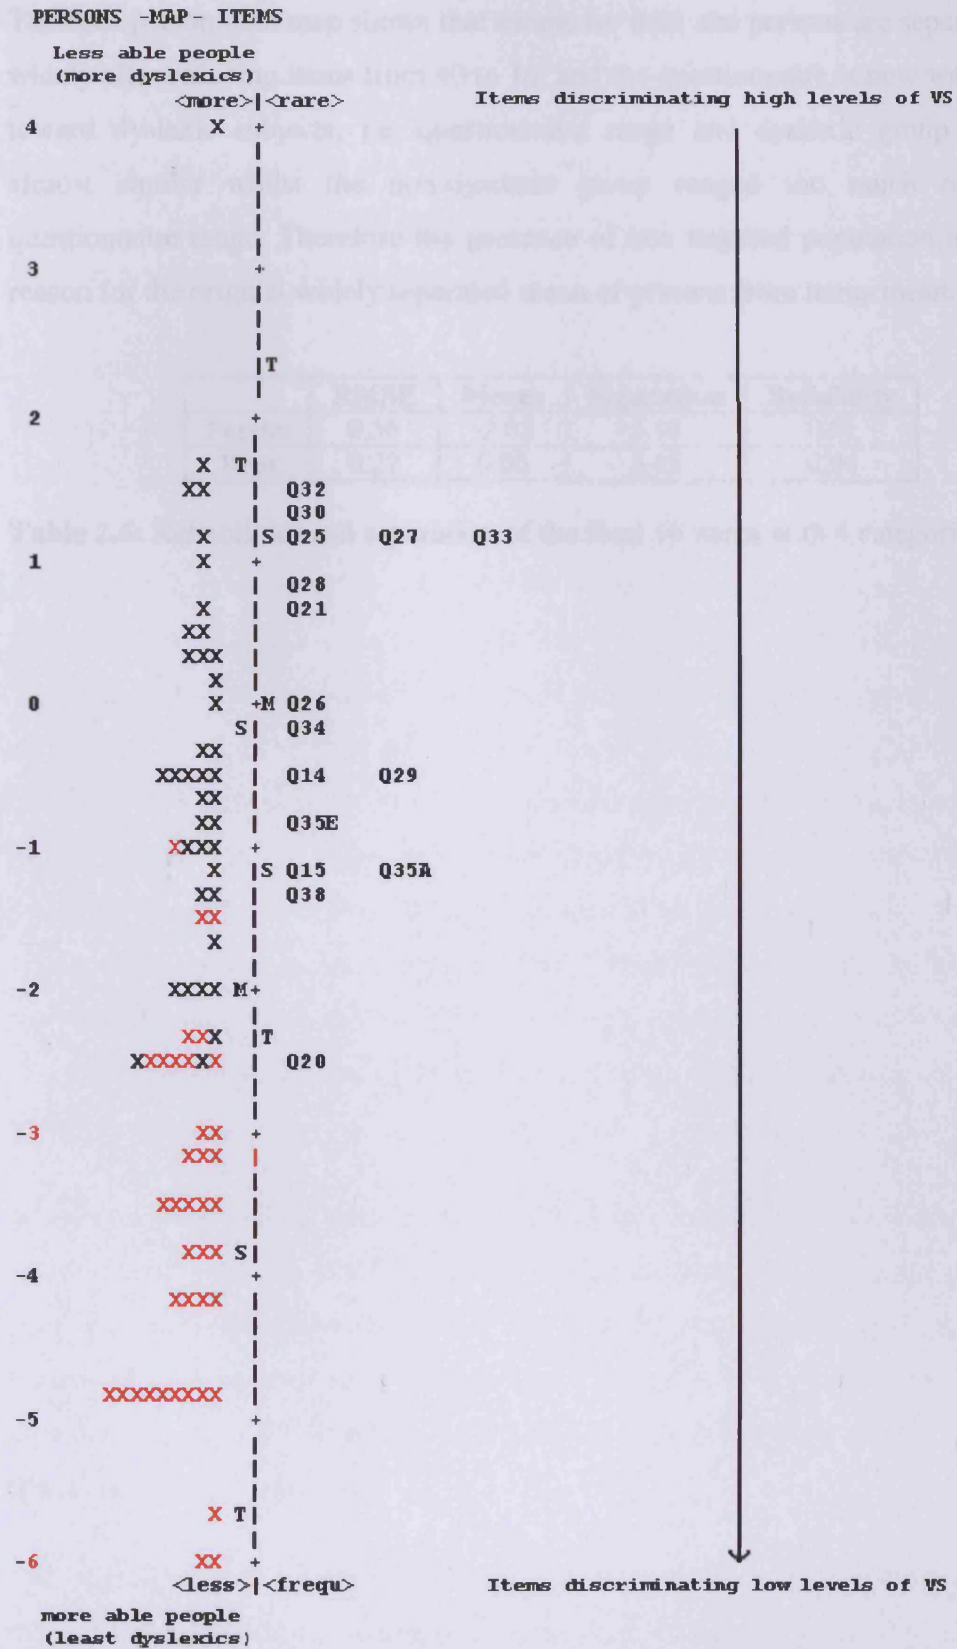 PERSONS -MAP- ITEMS
Less able people
(more dyslexics)
<more>|<rare> Items discriminating high levels of VS
4 X +
3 +
|T
2 +
X T|
XX | Q32
| Q30
X |S Q25 Q27 Q33
1 X +
| Q28
X | Q21
XX |
XXX |
X |
0 X +M Q26
S| Q34
XX |
XXXXX | Q14 Q29
XX |
XX | Q35E
-1 XXXX +
X |S Q15 Q35A
XX | Q38
XX |
X |
-2 XXXX M+
XXX |T
XXXXXXX | Q20
-3 XX +
XXX |
XXXXX |
XXX S|
-4 +
XXXX |
XXXXXXXXX |
-5 +
X T|
-6 XX +
<less>|<frequ> Items discriminating low levels of VS
more able people
(least dyslexics)